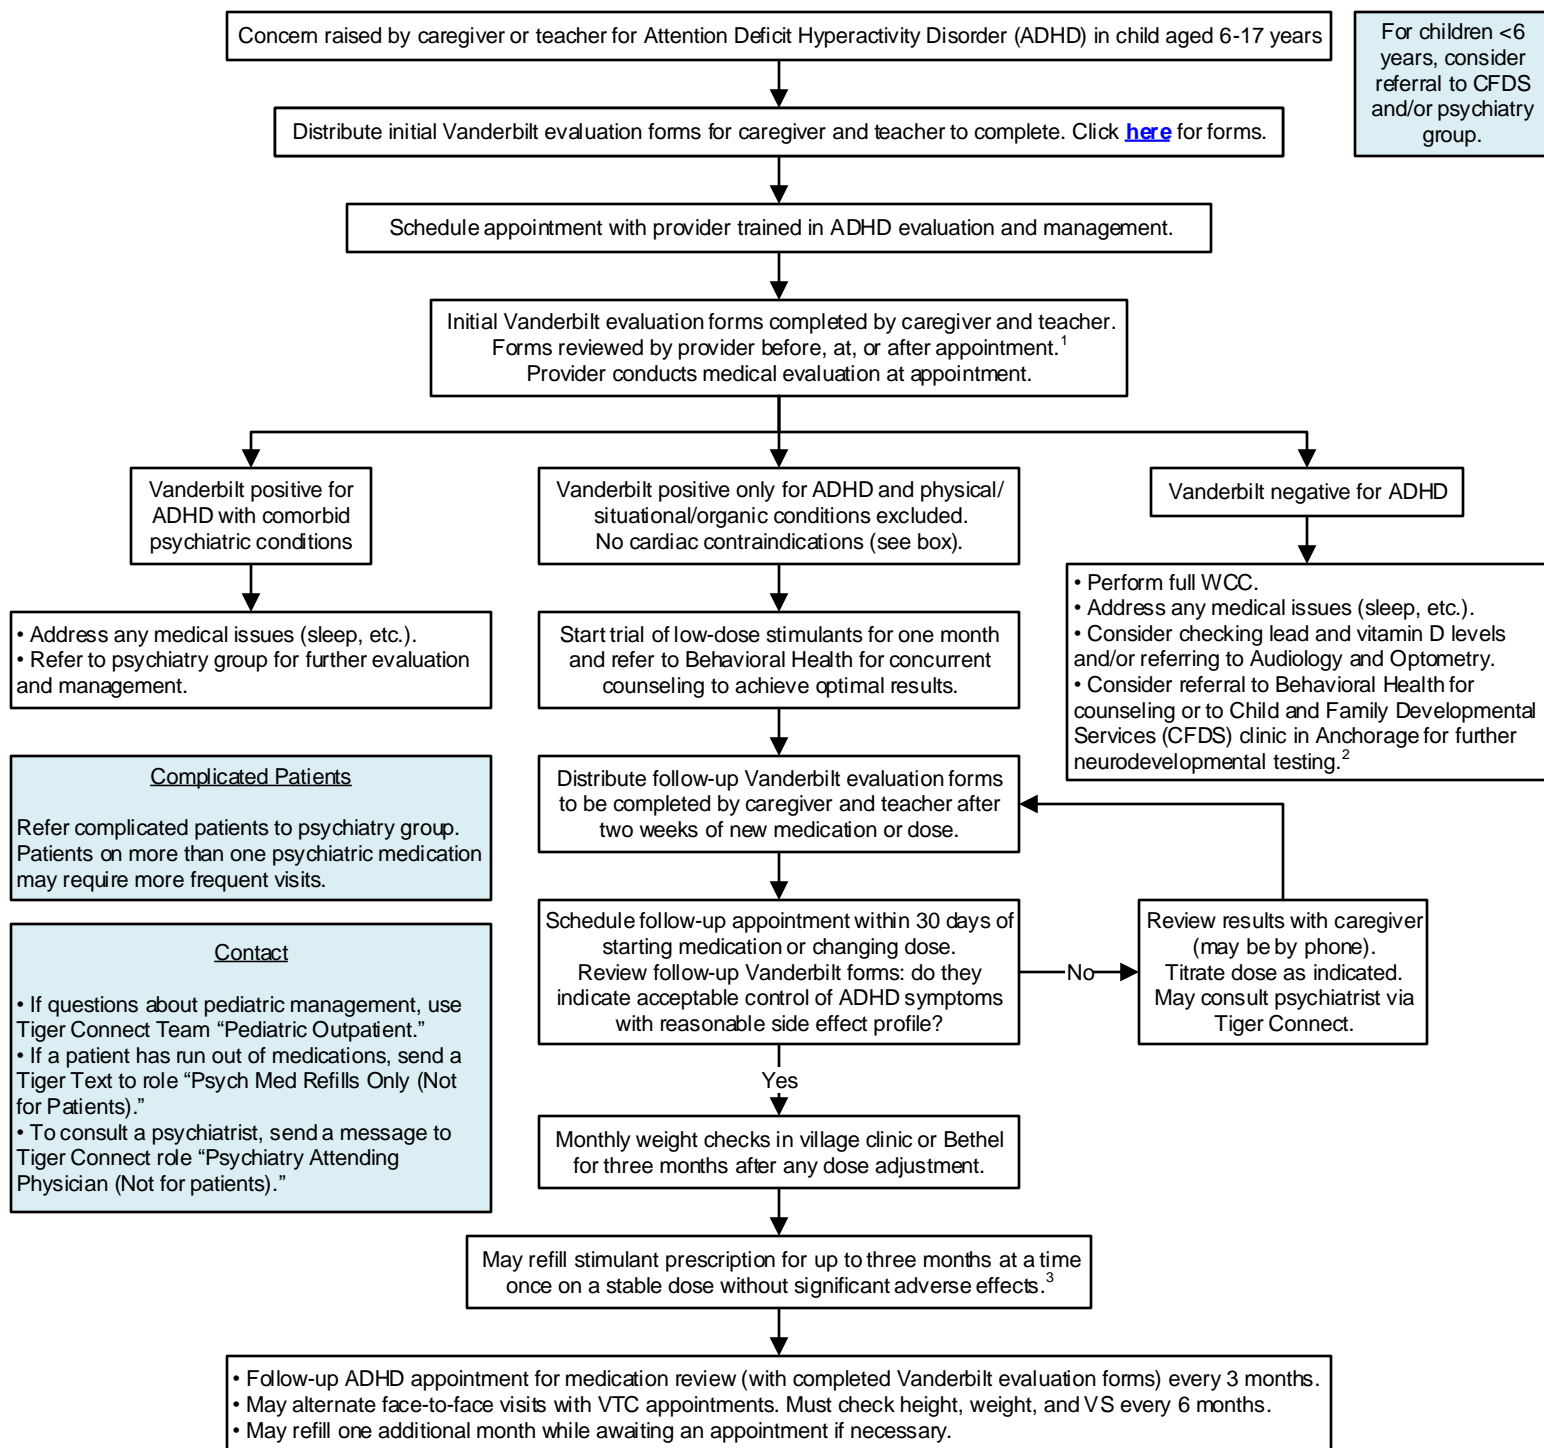 Concern raised by caregiver or teacher for Attention Deficit Hyperactivity Disorder (ADHD) in child aged 6-17 years
For children <6
years, consider
referral to CFDS
and/or psychiatry
group.
Distribute initial Vanderbilt evaluation forms for caregiver and teacher to complete. Click here for forms.
Schedule appointment with provider trained in ADHD evaluation and management.
Initial Vanderbilt evaluation forms completed by caregiver and teacher.
Forms reviewed by provider before, at, or after appointment.1
Provider conducts medical evaluation at appointment.
Vanderbilt positive for
ADHD with comorbid
psychiatric conditions
Vanderbilt positive only for ADHD and physical/
situational/organic conditions excluded.
No cardiac contraindications (see box).
Vanderbilt negative for ADHD
• Address any medical issues (sleep, etc.).
• Refer to psychiatry group for further evaluation
and management.
Start trial of low-dose stimulants for one month
and refer to Behavioral Health for concurrent
counseling to achieve optimal results.
• Perform full WCC.
• Address any medical issues (sleep, etc.).
• Consider checking lead and vitamin D levels
and/or referring to Audiology and Optometry.
• Consider referral to Behavioral Health for
counseling or to Child and Family Developmental
Services (CFDS) clinic in Anchorage for further
neurodevelopmental testing.2
Complicated Patients
Refer complicated patients to psychiatry group.
Patients on more than one psychiatric medication
may require more frequent visits.
Distribute follow-up Vanderbilt evaluation forms
to be completed by caregiver and teacher after
two weeks of new medication or dose.
Contact
• If questions about pediatric management, use
Tiger Connect Team “Pediatric Outpatient.”
• If a patient has run out of medications, send a
Tiger Text to role “Psych Med Refills Only (Not
for Patients).”
• To consult a psychiatrist, send a message to
Tiger Connect role “Psychiatry Attending
Physician (Not for patients).”
Schedule follow-up appointment within 30 days of
starting medication or changing dose.
Review follow-up Vanderbilt forms: do they
indicate acceptable control of ADHD symptoms
with reasonable side effect profile?
No
Review results with caregiver
(may be by phone).
Titrate dose as indicated.
May consult psychiatrist via
Tiger Connect.
Yes
Monthly weight checks in village clinic or Bethel
for three months after any dose adjustment.
May refill stimulant prescription for up to three months at a time
once on a stable dose without significant adverse effects.3
• Follow-up ADHD appointment for medication review (with completed Vanderbilt evaluation forms) every 3 months.
• May alternate face-to-face visits with VTC appointments. Must check height, weight, and VS every 6 months.
• May refill one additional month while awaiting an appointment if necessary.